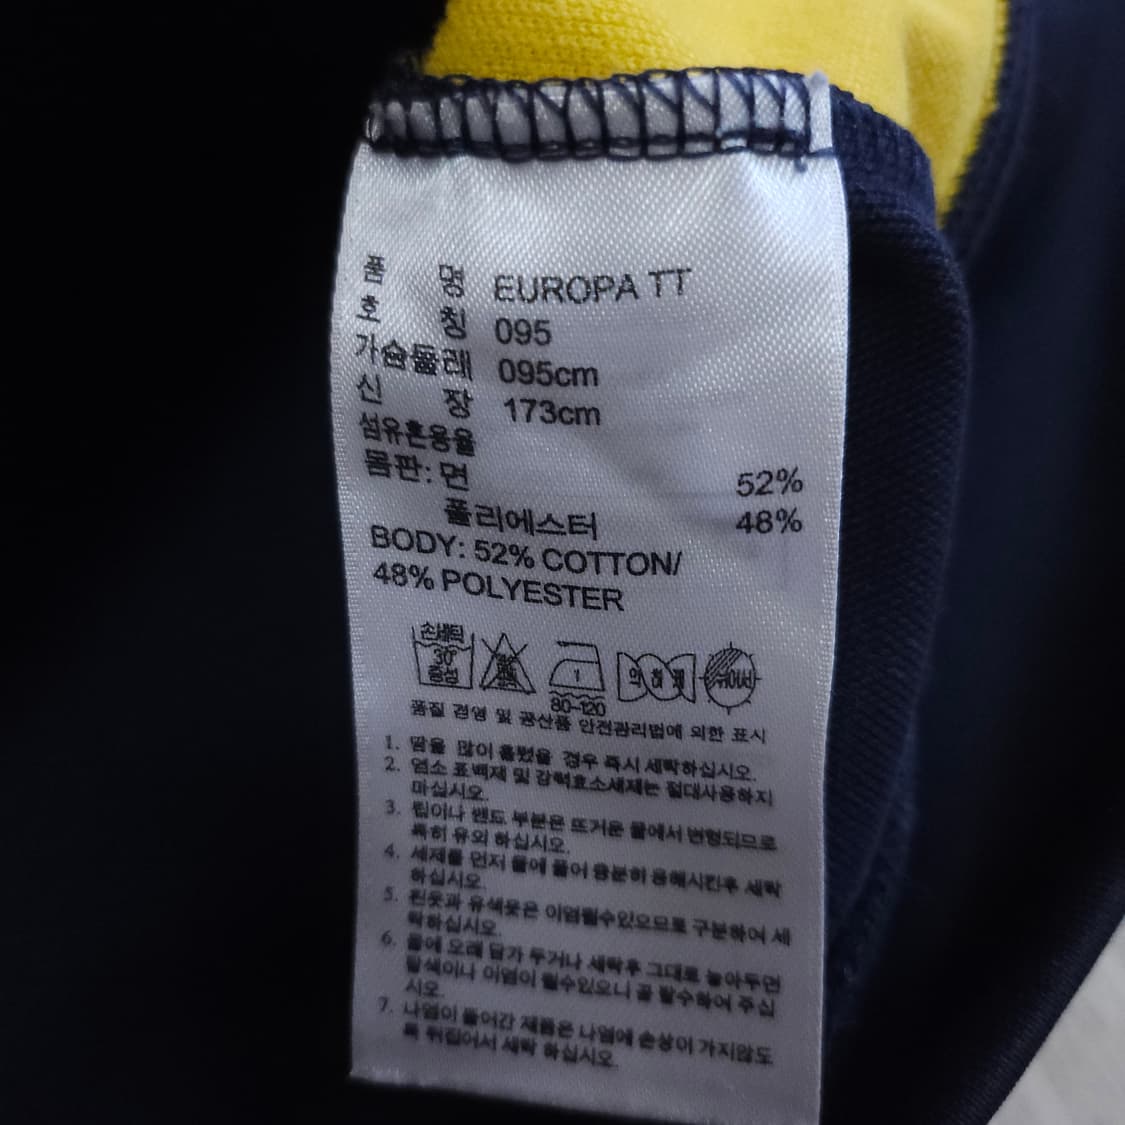 품 명 EUROPA TT
호 칭 095
가슴둘레 095cm
신 장 173cm
섬유혼용율
몸판: 면 52%
폴리에스터 48%
BODY: 52% COTTON/
48% POLYESTER
손세탁
30°
중성
1
80~120
약하게
뉘어서
품질 경영 및 공산품 안전관리법에 의한 표시
1. 땀을 많이 흘렸을 경우 즉시 세탁하십시오.
2. 염소 표백제 및 강력효소세제는 절대사용하지
마십시오.
3. 립이나 밴드 부분은 뜨거운 물에서 변형되므로
특히 유의 하십시오.
4. 세제를 먼저 물에 풀어 충분히 용해시킨후 세탁
하십시오.
5. 흰옷과 유색옷은 이염될수있으므로 구분하여 세
탁하십시오.
6. 물에 오래 담가 두거나 세탁후 그대로 놓아두면
탈색이나 이염이 될수있으니 꼭 탈수하여 주십
시오.
7. 나염이 들어간 제품은 나염에 손상이 가지않도
록 뒤집어서 세탁 하십시오.